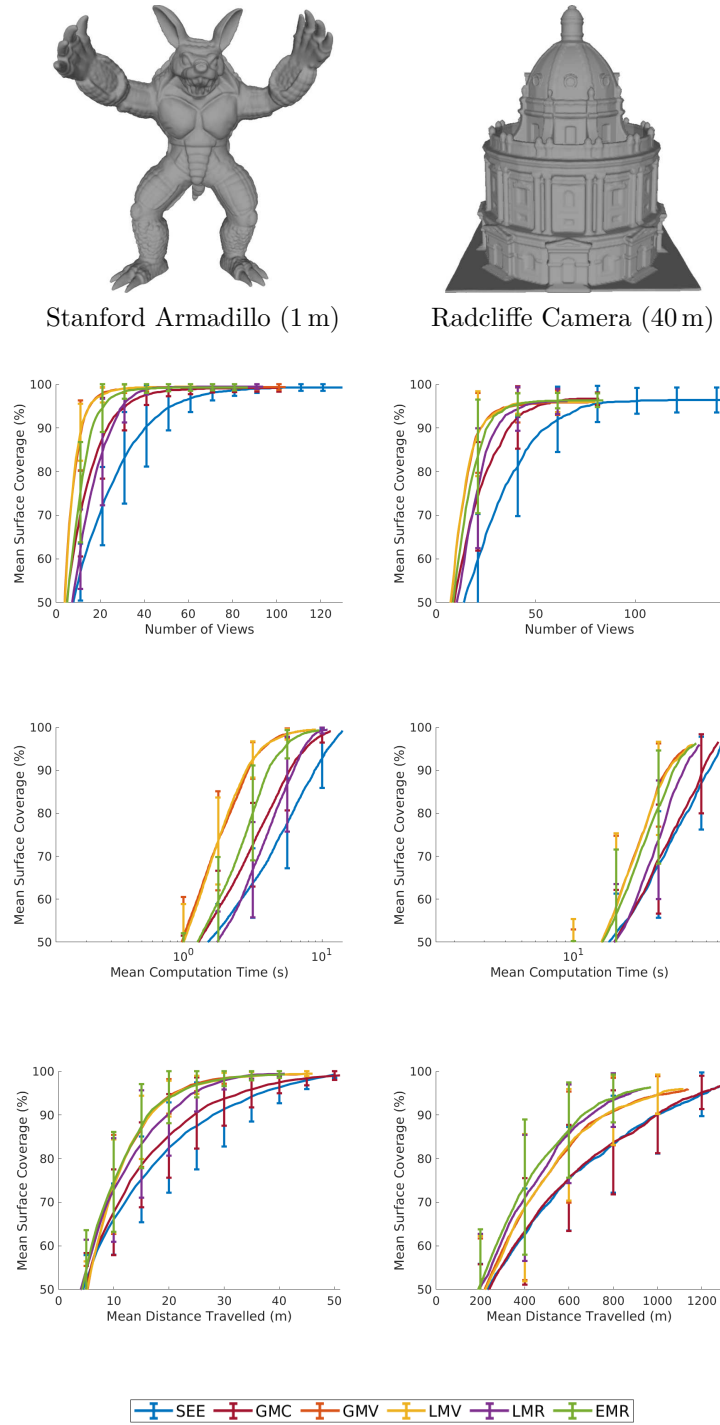 Stanford Armadillo (1 m)
Radcliffe Camera (40 m)
Mean Surface Coverage (%)
100
90
80
70
60
50
0 20 40 60 80 100 120
Number of Views
Mean Surface Coverage (%)
100
90
80
70
60
50
0 50 100
Number of Views
Mean Surface Coverage (%)
100
90
80
70
60
50
10^0 10^1
Mean Computation Time (s)
Mean Surface Coverage (%)
100
90
80
70
60
50
10^1
Mean Computation Time (s)
Mean Surface Coverage (%)
100
90
80
70
60
50
0 10 20 30 40 50
Mean Distance Travelled (m)
Mean Surface Coverage (%)
100
90
80
70
60
50
0 200 400 600 800 1000 1200
Mean Distance Travelled (m)
SEE GMC GMV LMV LMR EMR